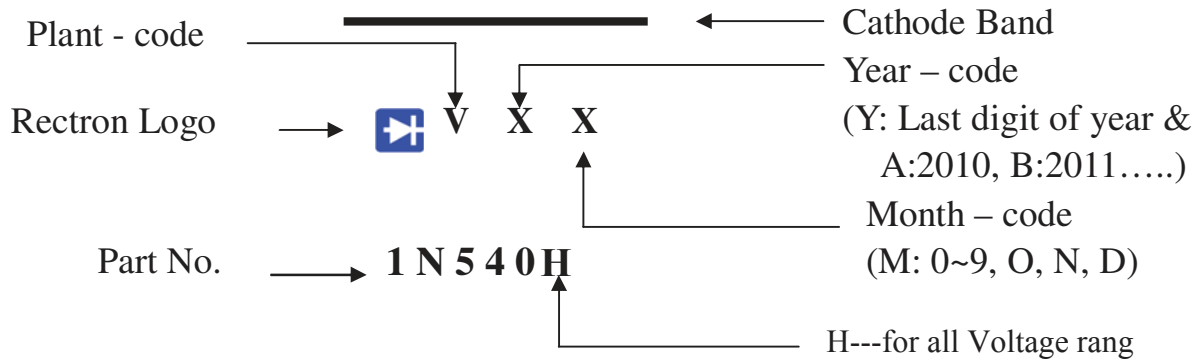 Cathode Band
Plant - code
Year – code
Rectron Logo
V X X
(Y: Last digit of year &
A:2010, B:2011…..)
Month – code
(M: 0~9, O, N, D)
Part No.
1 N 5 4 0 H
H---for all Voltage rang